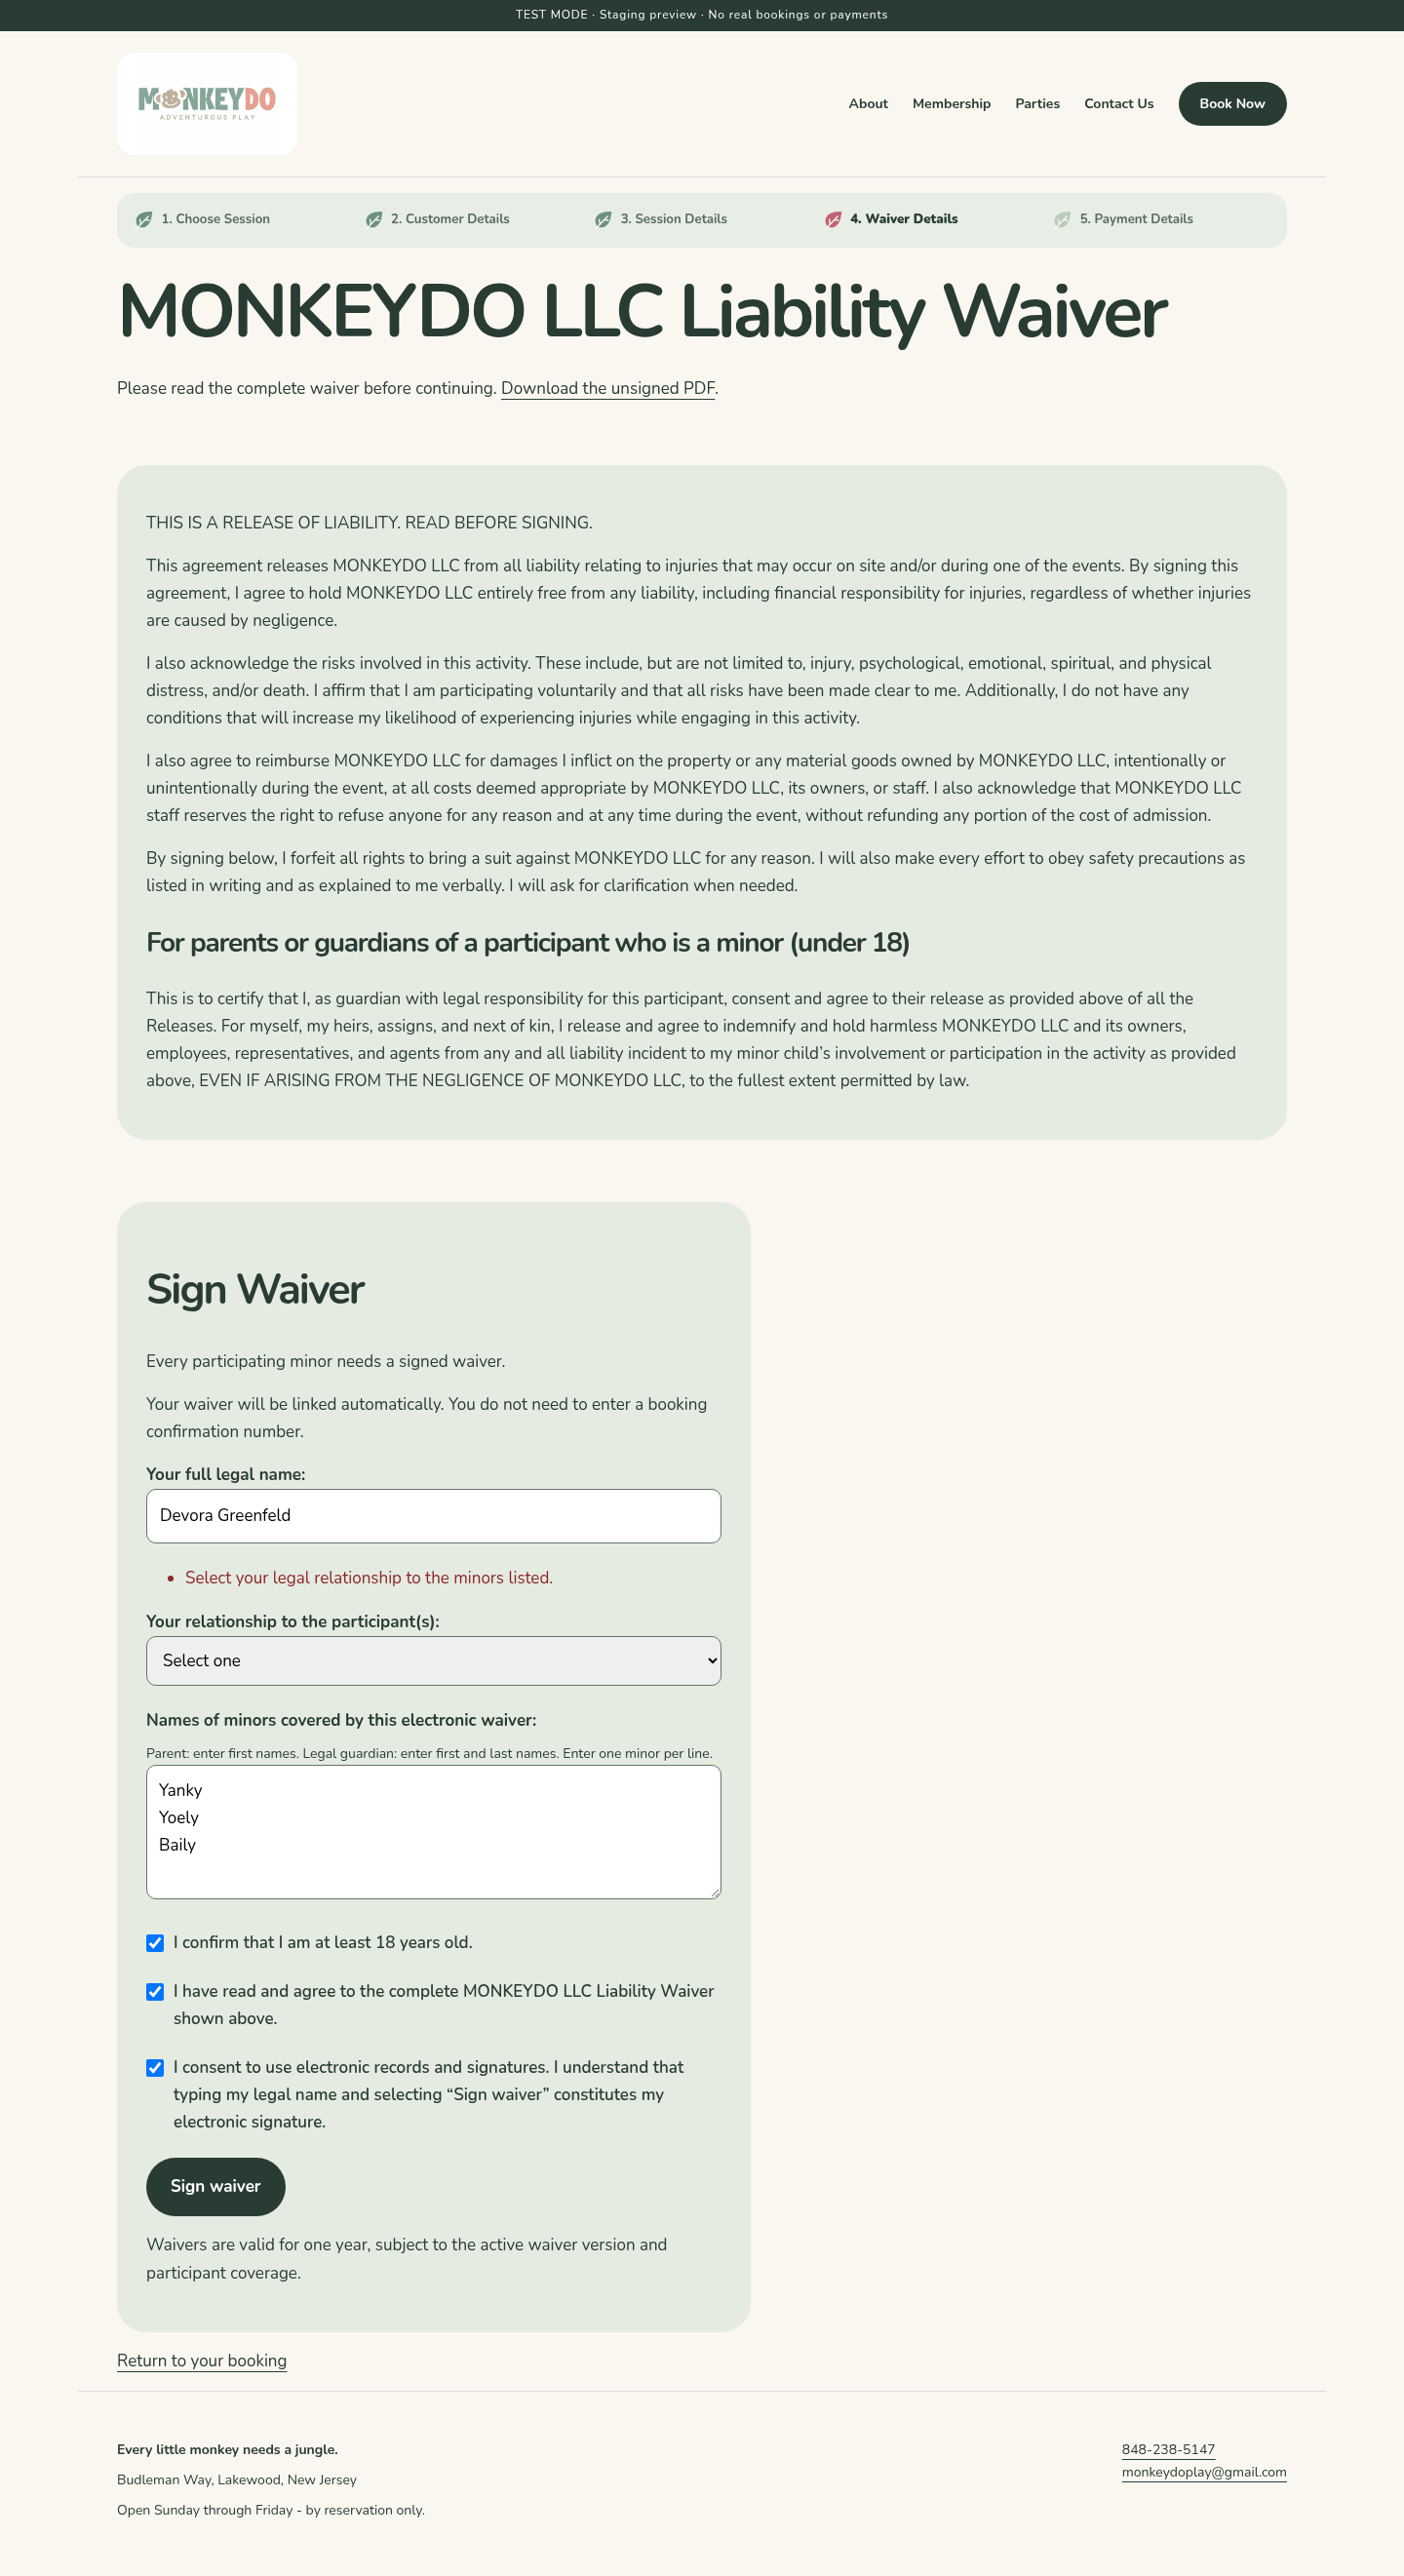 TEST MODE · Staging preview · No real bookings or payments
MONKEYDO
ADVENTUROUS PLAY
About
Membership
Parties
Contact Us
Book Now
1. Choose Session
2. Customer Details
3. Session Details
4. Waiver Details
5. Payment Details
MONKEYDO LLC Liability Waiver
Please read the complete waiver before continuing. Download the unsigned PDF.
THIS IS A RELEASE OF LIABILITY. READ BEFORE SIGNING.
This agreement releases MONKEYDO LLC from all liability relating to injuries that may occur on site and/or during one of the events. By signing this
agreement, I agree to hold MONKEYDO LLC entirely free from any liability, including financial responsibility for injuries, regardless of whether injuries
are caused by negligence.
I also acknowledge the risks involved in this activity. These include, but are not limited to, injury, psychological, emotional, spiritual, and physical
distress, and/or death. I affirm that I am participating voluntarily and that all risks have been made clear to me. Additionally, I do not have any
conditions that will increase my likelihood of experiencing injuries while engaging in this activity.
I also agree to reimburse MONKEYDO LLC for damages I inflict on the property or any material goods owned by MONKEYDO LLC, intentionally or
unintentionally during the event, at all costs deemed appropriate by MONKEYDO LLC, its owners, or staff. I also acknowledge that MONKEYDO LLC
staff reserves the right to refuse anyone for any reason and at any time during the event, without refunding any portion of the cost of admission.
By signing below, I forfeit all rights to bring a suit against MONKEYDO LLC for any reason. I will also make every effort to obey safety precautions as
listed in writing and as explained to me verbally. I will ask for clarification when needed.
For parents or guardians of a participant who is a minor (under 18)
This is to certify that I, as guardian with legal responsibility for this participant, consent and agree to their release as provided above of all the
Releases. For myself, my heirs, assigns, and next of kin, I release and agree to indemnify and hold harmless MONKEYDO LLC and its owners,
employees, representatives, and agents from any and all liability incident to my minor child’s involvement or participation in the activity as provided
above, EVEN IF ARISING FROM THE NEGLIGENCE OF MONKEYDO LLC, to the fullest extent permitted by law.
Sign Waiver
Every participating minor needs a signed waiver.
Your waiver will be linked automatically. You do not need to enter a booking
confirmation number.
Your full legal name:
Devora Greenfeld
• Select your legal relationship to the minors listed.
Your relationship to the participant(s):
Select one
Names of minors covered by this electronic waiver:
Parent: enter first names. Legal guardian: enter first and last names. Enter one minor per line.
Yanky
Yoely
Baily
I confirm that I am at least 18 years old.
I have read and agree to the complete MONKEYDO LLC Liability Waiver
shown above.
I consent to use electronic records and signatures. I understand that
typing my legal name and selecting “Sign waiver” constitutes my
electronic signature.
Sign waiver
Waivers are valid for one year, subject to the active waiver version and
participant coverage.
Return to your booking
Every little monkey needs a jungle.
Budleman Way, Lakewood, New Jersey
Open Sunday through Friday - by reservation only.
848-238-5147
monkeydoplay@gmail.com